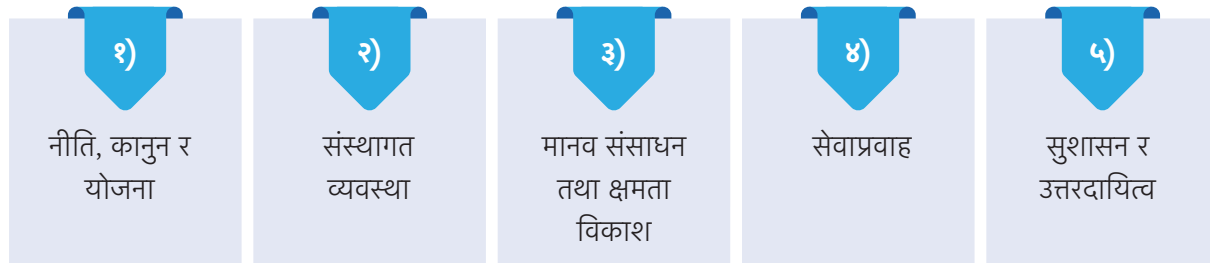 १)
नीति, कानुन र
योजना
२)
संस्थागत
व्यवस्था
३)
मानव संसाधन
तथा क्षमता
विकाश
४)
सेवाप्रवाह
५)
सुशासन र
उत्तरदायित्व